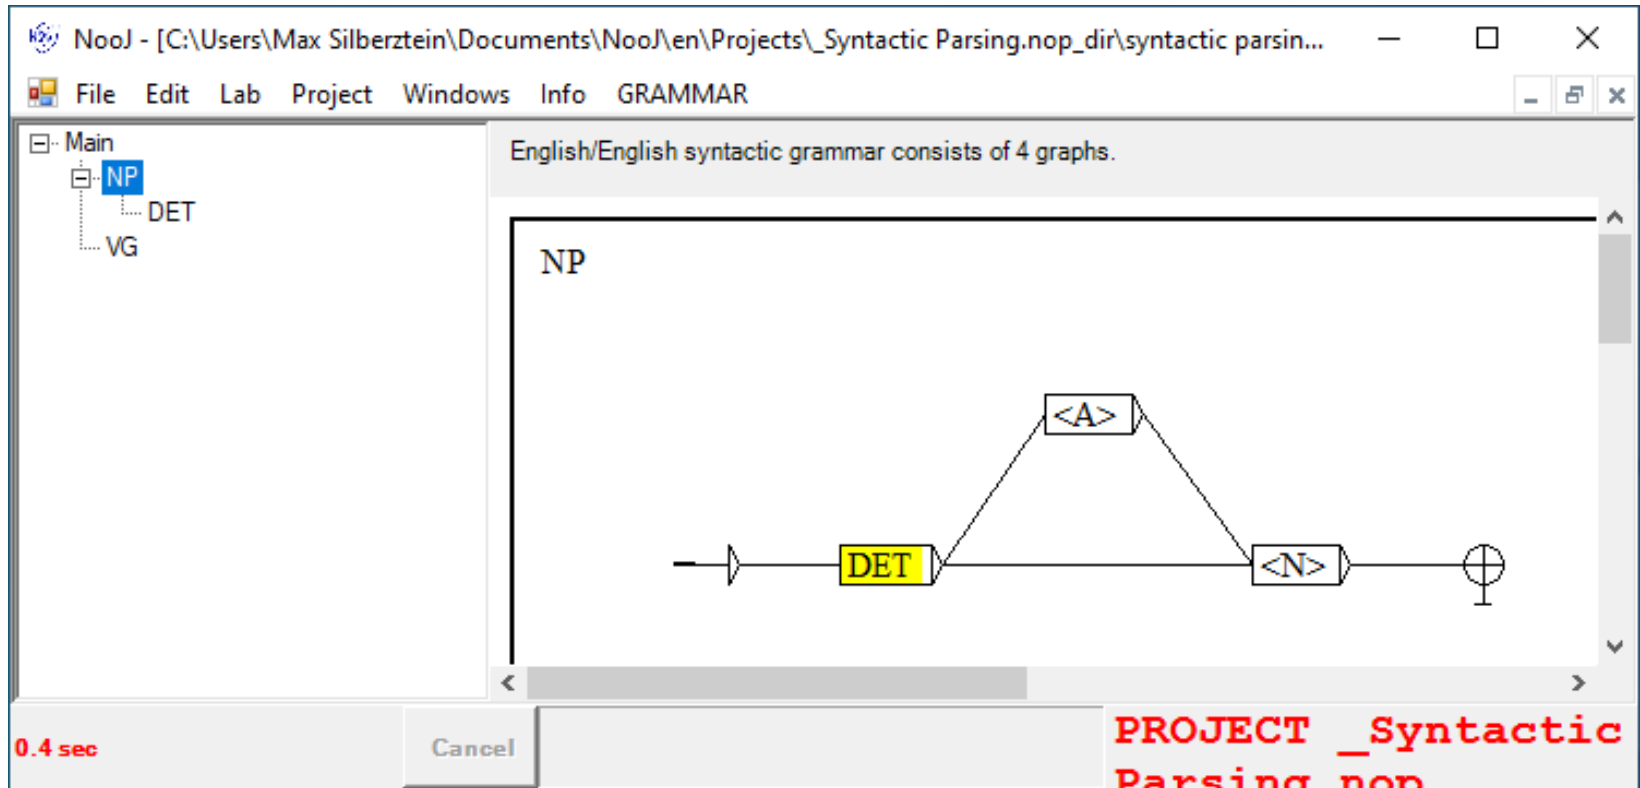 NooJ - [C:\Users\Max Silberztein\Documents\NooJ\en\Projects\_Syntactic Parsing.nop_dir\syntactic parsin...
File Edit Lab Project Windows Info GRAMMAR
Main
NP
DET
VG
English/English syntactic grammar consists of 4 graphs.
NP
<A>
DET
<N>
0.4 sec
Cancel
PROJECT _Syntactic
Parsing.nop